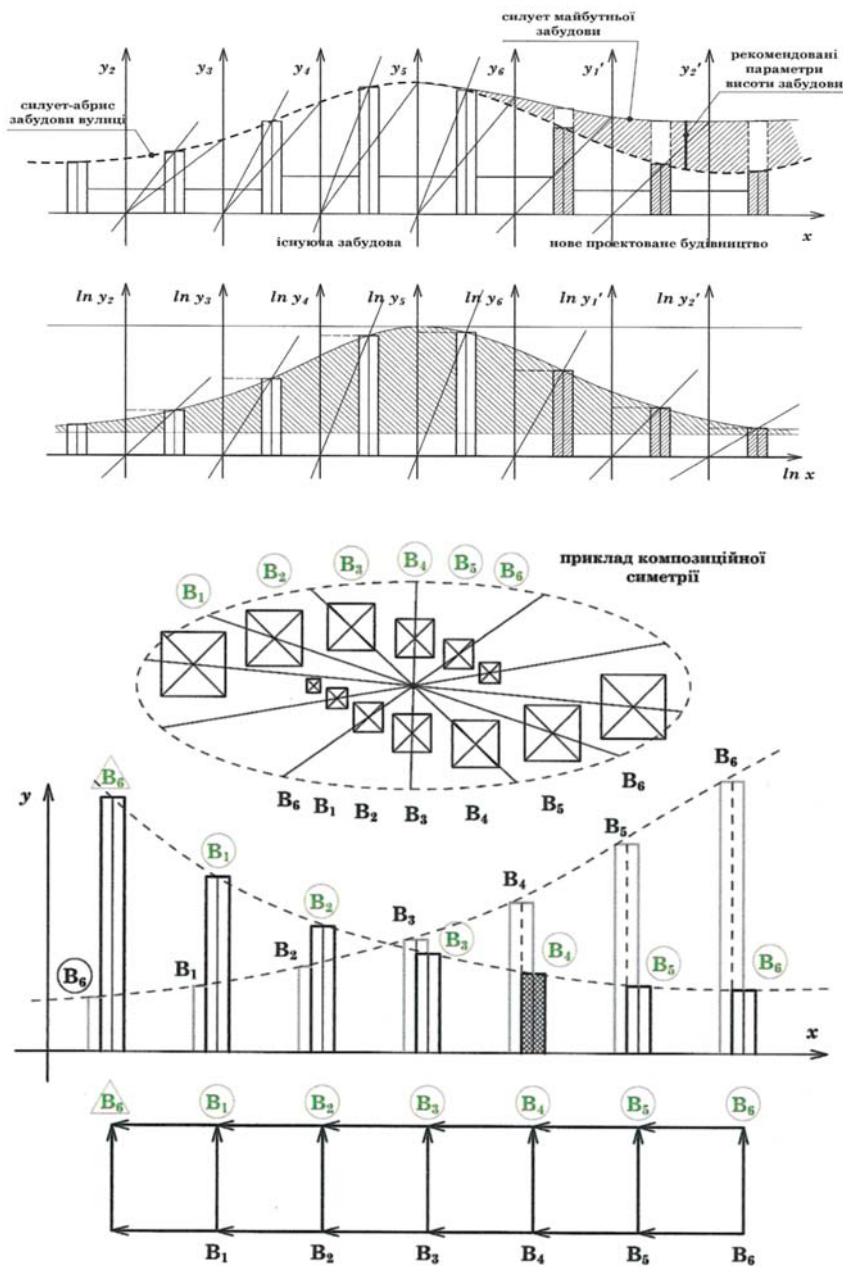 силует майбутньої
забудови
y₂ y₃ y₄ y₅ y₆ y₁′ y₂′
рекомендовані
параметри
висоти забудови
силует-абрис
забудови вулиці
існуюча забудова нове проектоване будівництво x
ln y₂ ln y₃ ln y₄ ln y₅ ln y₆ ln y₁′ ln y₂′
ln x
приклад композиційної
симетрії
B₁ B₂ B₃ B₄ B₅ B₆
B₆ B₁ B₂ B₃ B₄ B₅ B₆
y
B₆ B₁ B₂ B₃ B₄ B₅ B₆
B₆ B₁ B₂ B₃ B₄ B₅ B₆
x
B₆ B₁ B₂ B₃ B₄ B₅ B₆
B₁ B₂ B₃ B₄ B₅ B₆